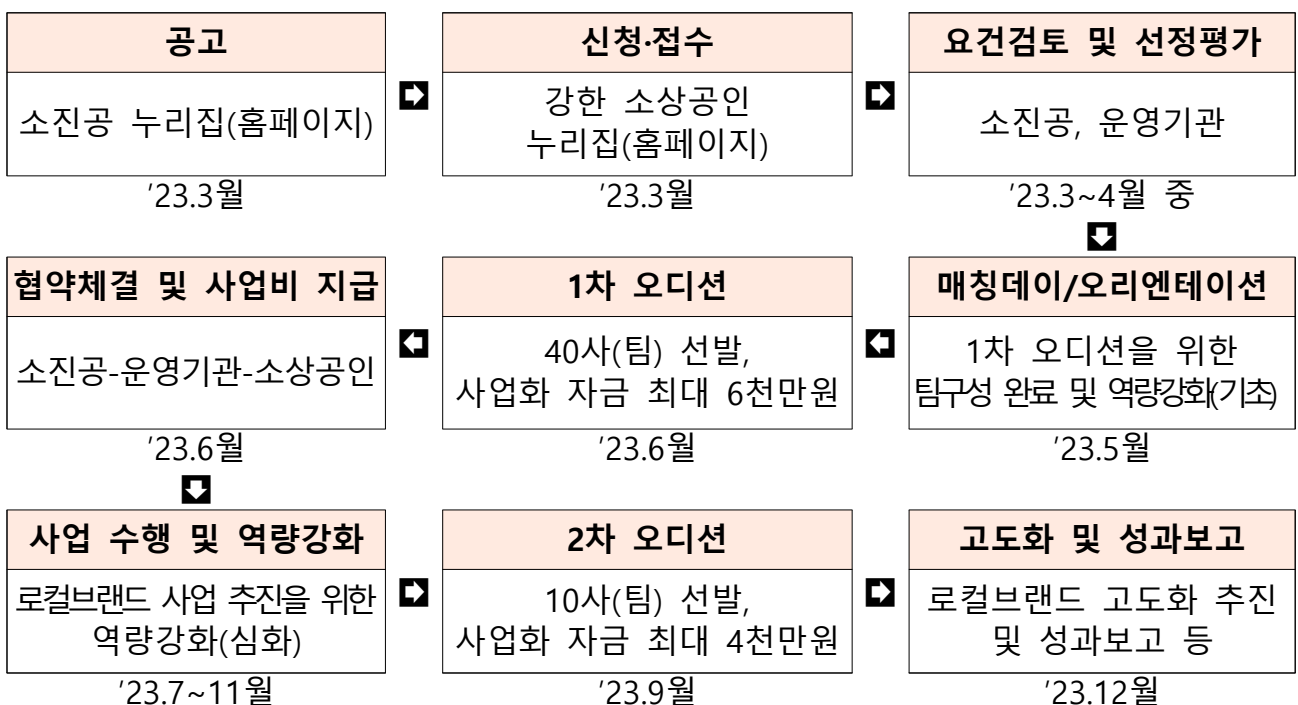 공고
소진공 누리집(홈페이지)
'23.3월
신청·접수
강한 소상공인
누리집(홈페이지)
'23.3월
요건검토 및 선정평가
소진공, 운영기관
'23.3~4월 중
매칭데이/오리엔테이션
1차 오디션을 위한
팀구성 완료 및 역량강화(기초)
'23.5월
1차 오디션
40사(팀) 선발,
사업화 자금 최대 6천만원
'23.6월
협약체결 및 사업비 지급
소진공-운영기관-소상공인
'23.6월
사업 수행 및 역량강화
로컬브랜드 사업 추진을 위한
역량강화(심화)
'23.7~11월
2차 오디션
10사(팀) 선발,
사업화 자금 최대 4천만원
'23.9월
고도화 및 성과보고
로컬브랜드 고도화 추진
및 성과보고 등
'23.12월